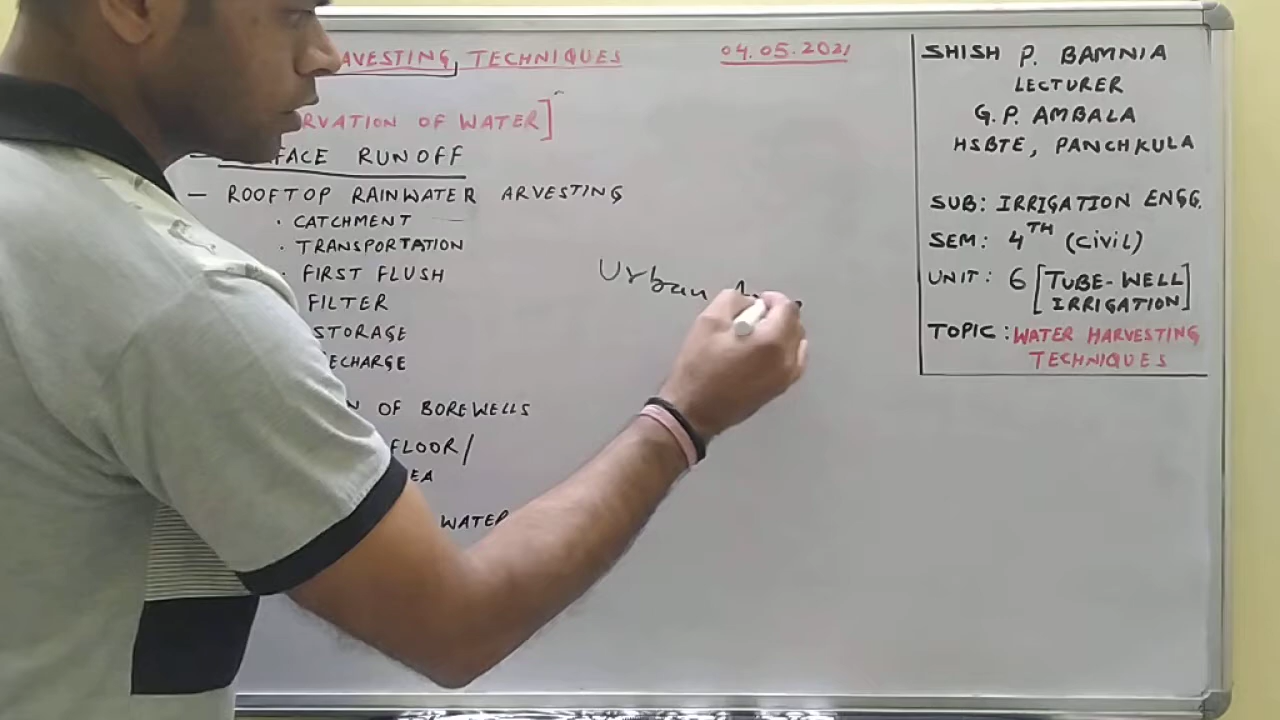 AVESTING TECHNIQUES 04.05.2021
RVATION OF WATER]
— FACE RUNOFF
— ROOFTOP RAINWATER ARVESTING
· CATCHMENT
· TRANSPORTATION
· FIRST FLUSH
FILTER
STORAGE
ECHARGE
N OF BOREWELLS
FLOOR/
EA
WATER
Urban
SHISH P. BAMNIA
LECTURER
G.P. AMBALA
HSBTE, PANCHKULA
SUB: IRRIGATION ENGG.
SEM: 4TH (CIVIL)
UNIT: 6 [TUBE-WELL
IRRIGATION]
TOPIC: WATER HARVESTING
TECHNIQUES